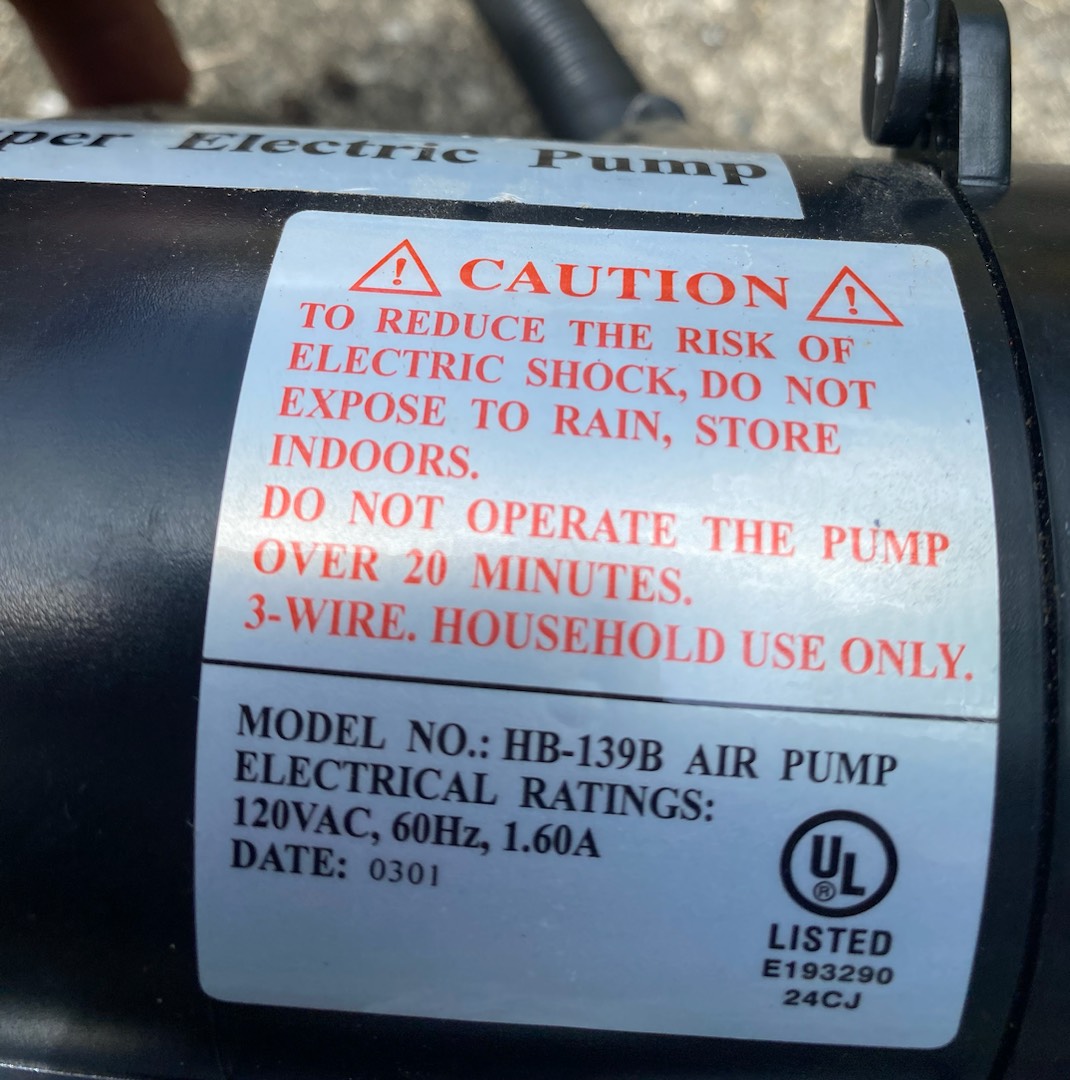 Electric Pump
CAUTION
TO REDUCE THE RISK OF
ELECTRIC SHOCK, DO NOT
EXPOSE TO RAIN, STORE
INDOORS.
DO NOT OPERATE THE PUMP
OVER 20 MINUTES.
3-WIRE. HOUSEHOLD USE ONLY.
MODEL NO.: HB-139B AIR PUMP
ELECTRICAL RATINGS:
120VAC, 60Hz, 1.60A
DATE: 0301
UL
®
LISTED
E193290
24CJ